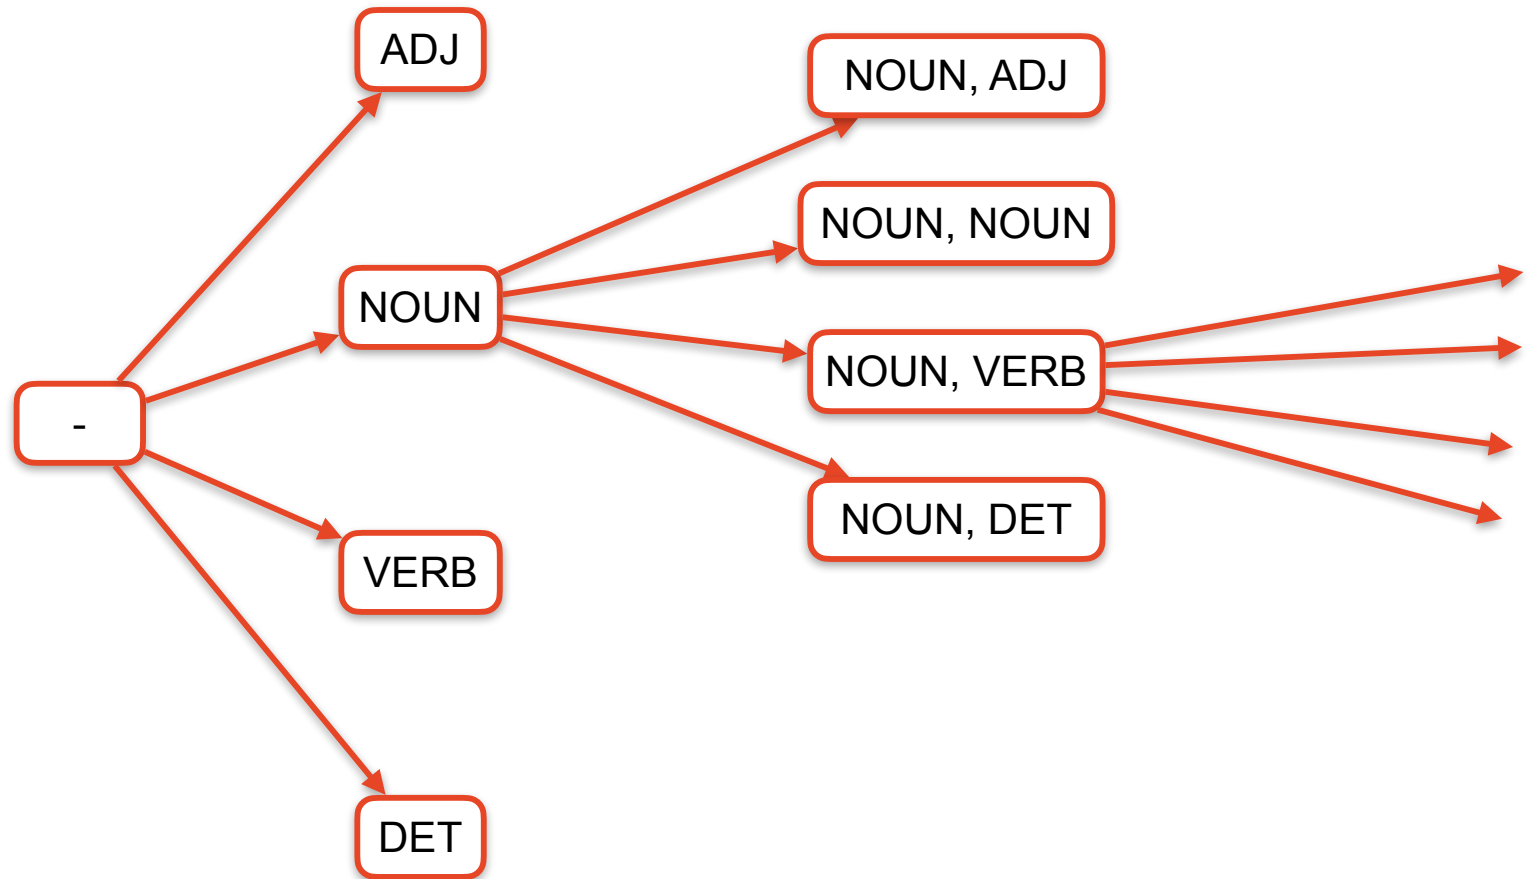 -
ADJ
NOUN
VERB
DET
NOUN, ADJ
NOUN, NOUN
NOUN, VERB
NOUN, DET